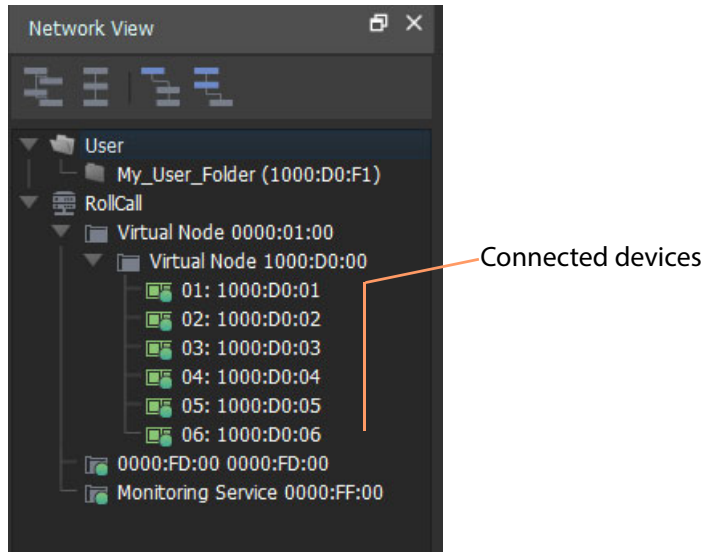 Network View
User
My_User_Folder (1000:D0:F1)
RollCall
Virtual Node 0000:01:00
Virtual Node 1000:D0:00
Connected devices
01: 1000:D0:01
02: 1000:D0:02
03: 1000:D0:03
04: 1000:D0:04
05: 1000:D0:05
06: 1000:D0:06
0000:FD:00 0000:FD:00
Monitoring Service 0000:FF:00